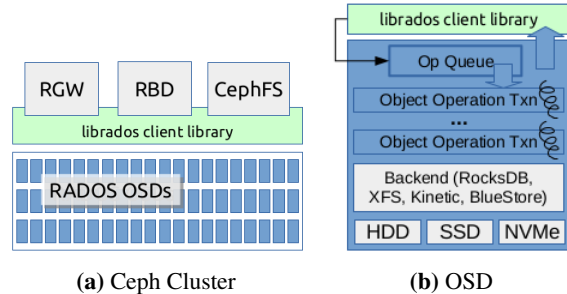 RGW RBD CephFS
librados client library
RADOS OSDs
(a) Ceph Cluster
librados client library
Op Queue
Object Operation Txn
...
Object Operation Txn
Backend (RocksDB,
XFS, Kinetic, BlueStore)
HDD SSD NVMe
(b) OSD